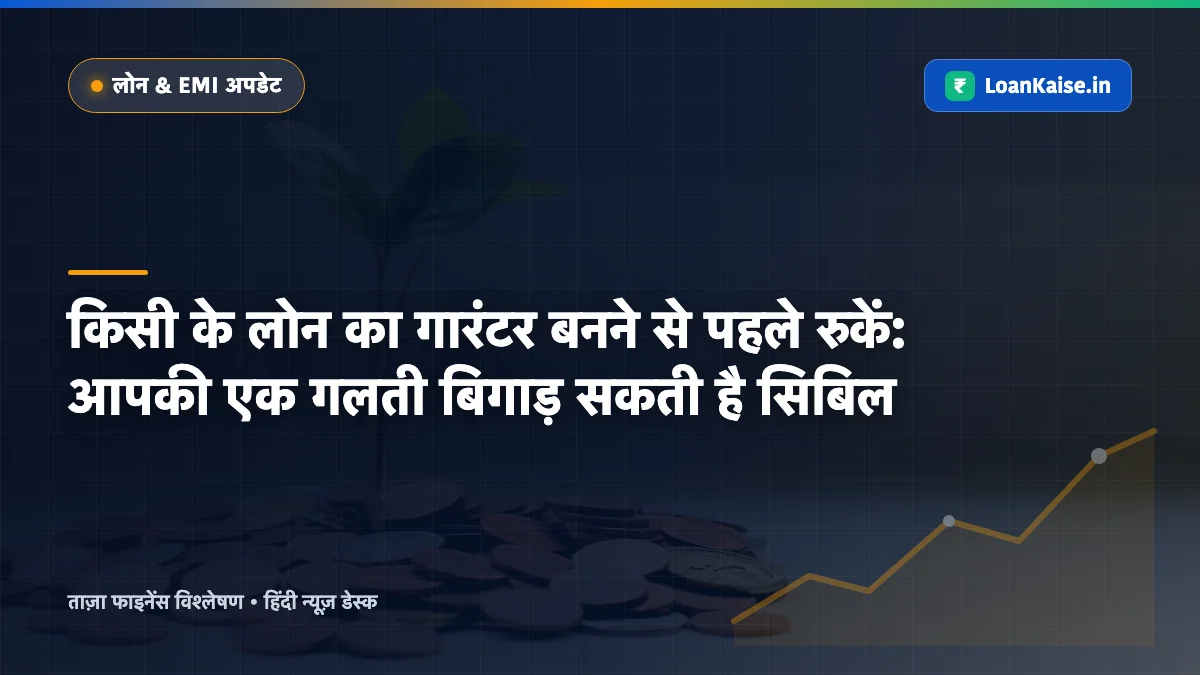 लोन & EMI अपडेट
₹ LoanKaise.in
किसी के लोन का गारंटर बनने से पहले रुकें:
आपकी एक गलती बिगाड़ सकती है सिबिल
ताज़ा फाइनेंस विश्लेषण • हिंदी न्यूज़ डेस्क